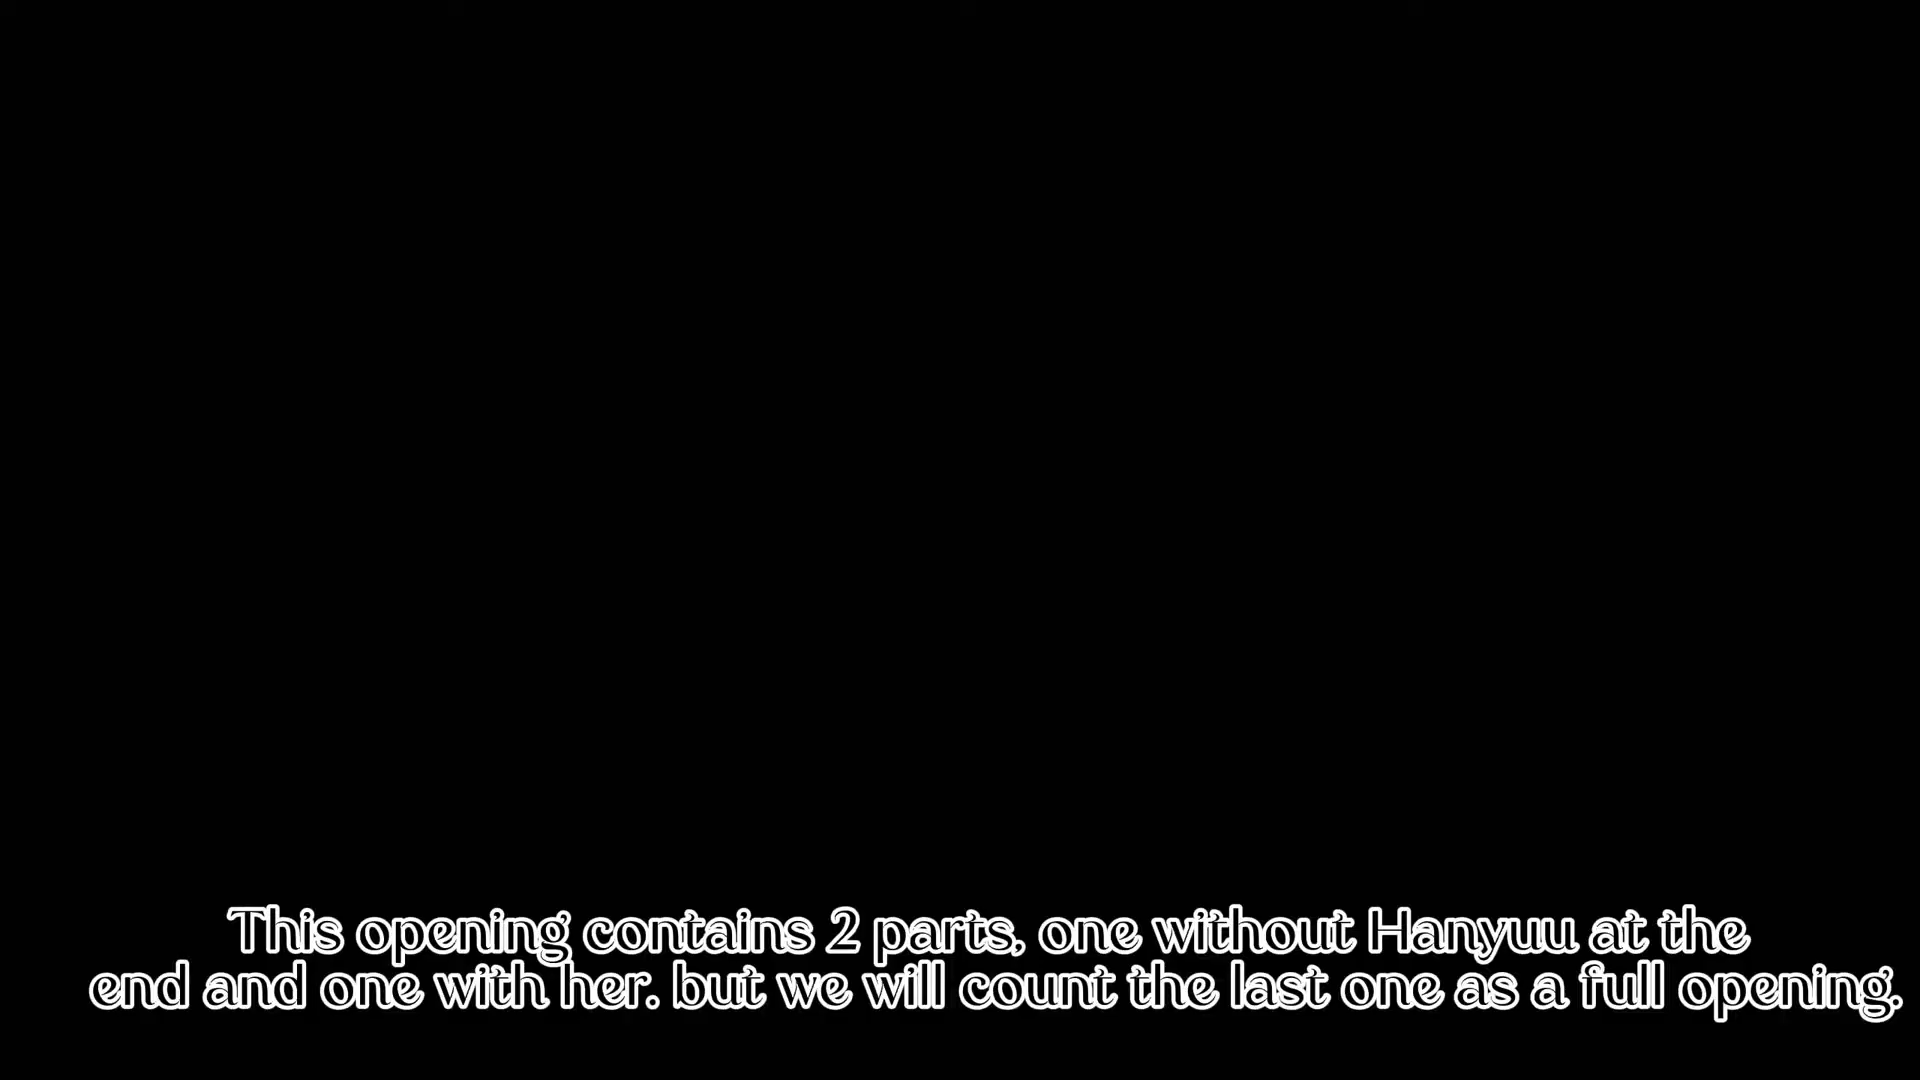 This opening contains 2 parts, one without Hanyuu at the
end and one with her. but we will count the last one as a full opening.